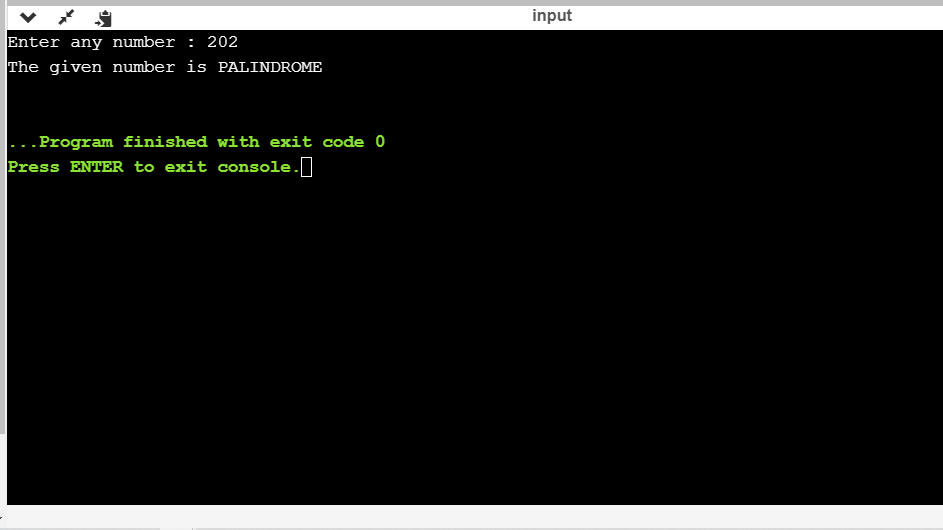 input
Enter any number : 202
The given number is PALINDROME
...Program finished with exit code 0
Press ENTER to exit console.